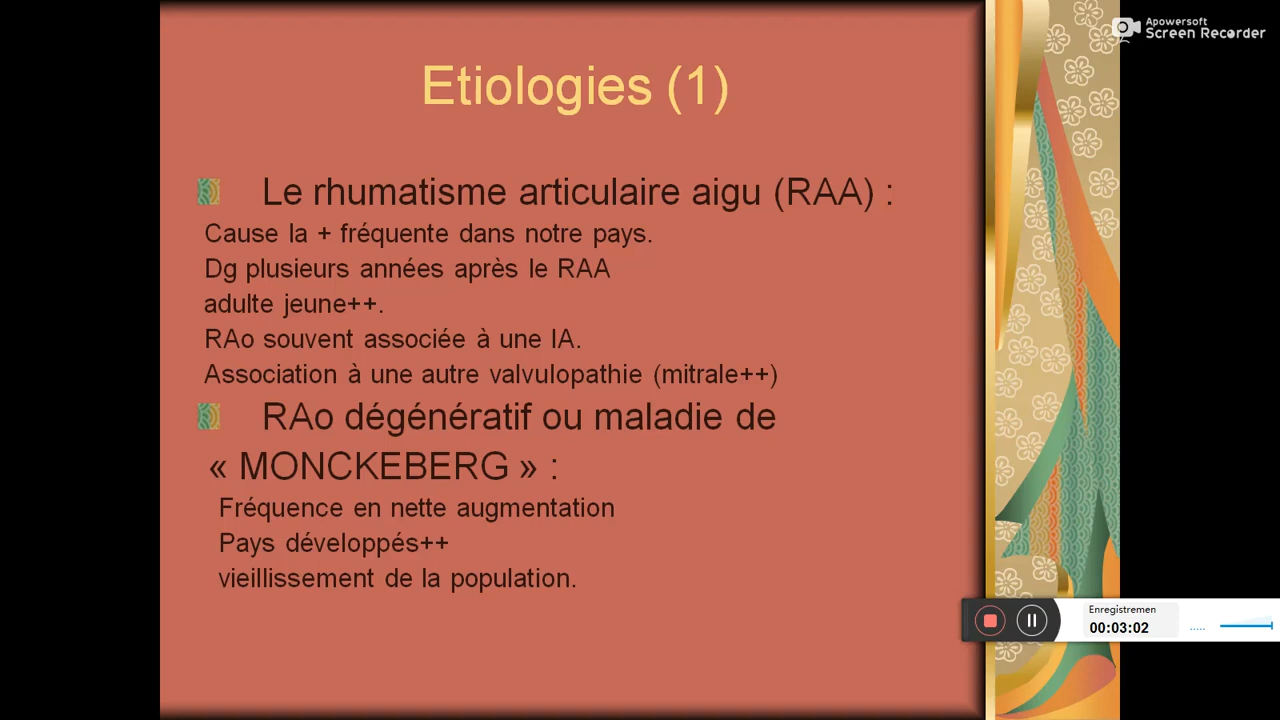 Apowersoft
Screen Recorder
Etiologies (1)
Le rhumatisme articulaire aigu (RAA) :
Cause la + fréquente dans notre pays.
Dg plusieurs années après le RAA
adulte jeune++.
RAo souvent associée à une IA.
Association à une autre valvulopathie (mitrale++)
RAo dégénératif ou maladie de
« MONCKEBERG » :
Fréquence en nette augmentation
Pays développés++
vieillissement de la population.
Enregistremen
00:03:02